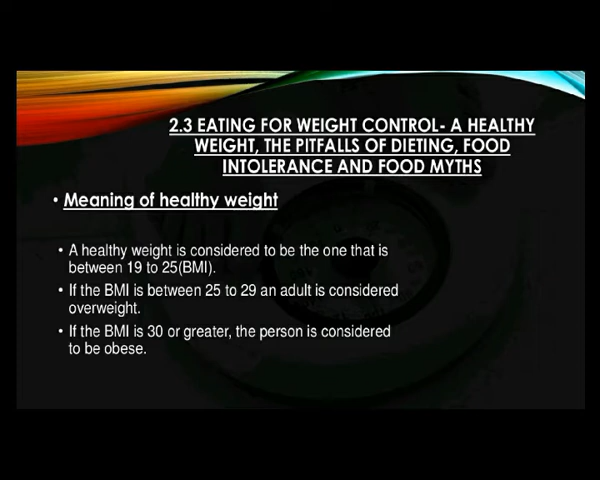 2.3 EATING FOR WEIGHT CONTROL- A HEALTHY
WEIGHT, THE PITFALLS OF DIETING, FOOD
INTOLERANCE AND FOOD MYTHS
• Meaning of healthy weight
• A healthy weight is considered to be the one that is
between 19 to 25(BMI).
• If the BMI is between 25 to 29 an adult is considered
overweight.
• If the BMI is 30 or greater, the person is considered
to be obese.